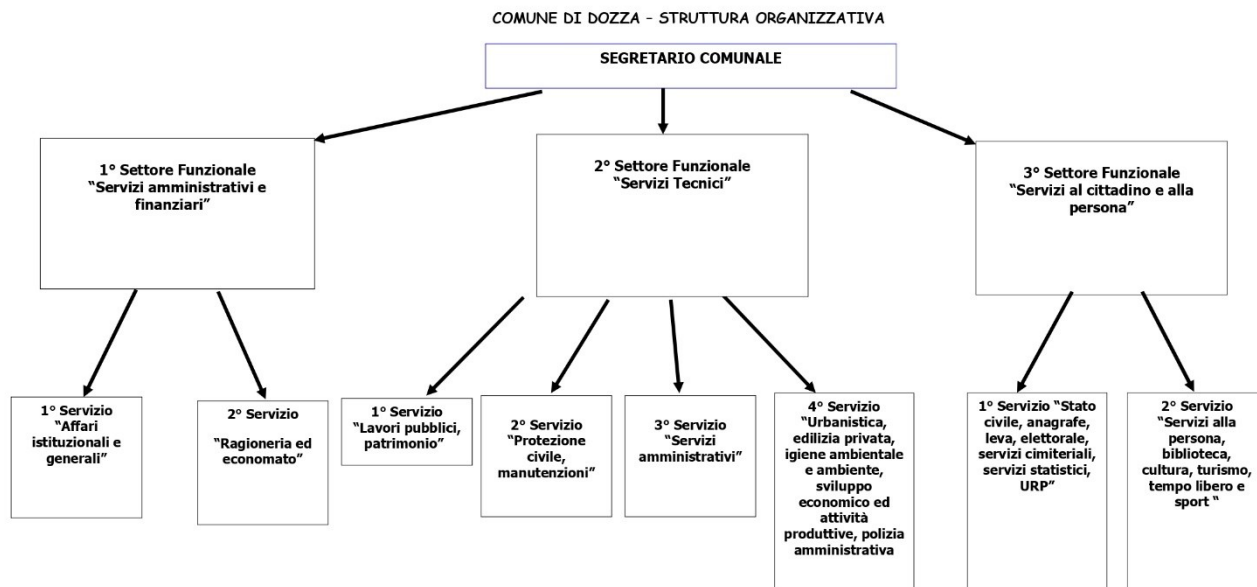 COMUNE DI DOZZA - STRUTTURA ORGANIZZATIVA
SEGRETARIO COMUNALE
1° Settore Funzionale
“Servizi amministrativi e
finanziari”
2° Settore Funzionale
“Servizi Tecnici”
3° Settore Funzionale
“Servizi al cittadino e alla
persona”
1° Servizio
“Affari
istituzionali e
generali”
2° Servizio
“Ragioneria ed
economato”
1° Servizio
“Lavori pubblici,
patrimonio”
2° Servizio
“Protezione
civile,
manutenzioni”
3° Servizio
“Servizi
amministrativi”
4° Servizio
“Urbanistica,
edilizia privata,
igiene ambientale
e ambiente,
sviluppo
economico ed
attività
produttive, polizia
amministrativa
1° Servizio “Stato
civile, anagrafe,
leva, elettorale,
servizi cimiteriali,
servizi statistici,
URP”
2° Servizio
“Servizi alla
persona,
biblioteca,
cultura, turismo,
tempo libero e
sport “